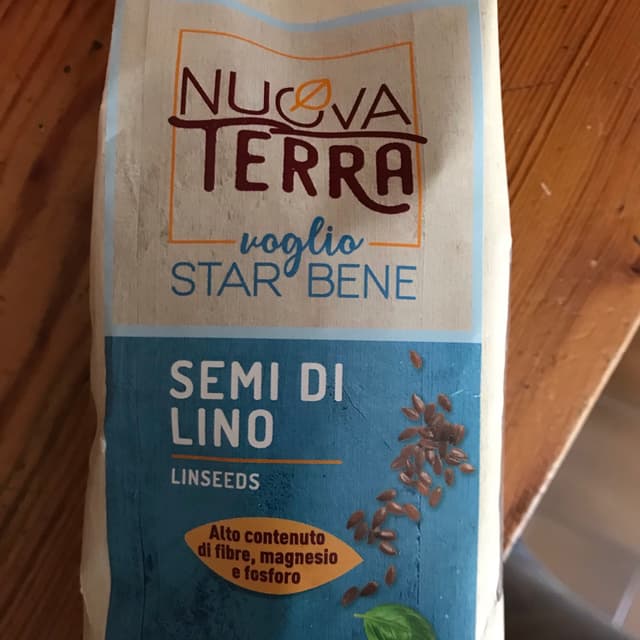 NUOVA
TERRA
voglio
STAR BENE
SEMI DI
LINO
LINSEEDS
Alto contenuto
di fibre, magnesio
e fosforo